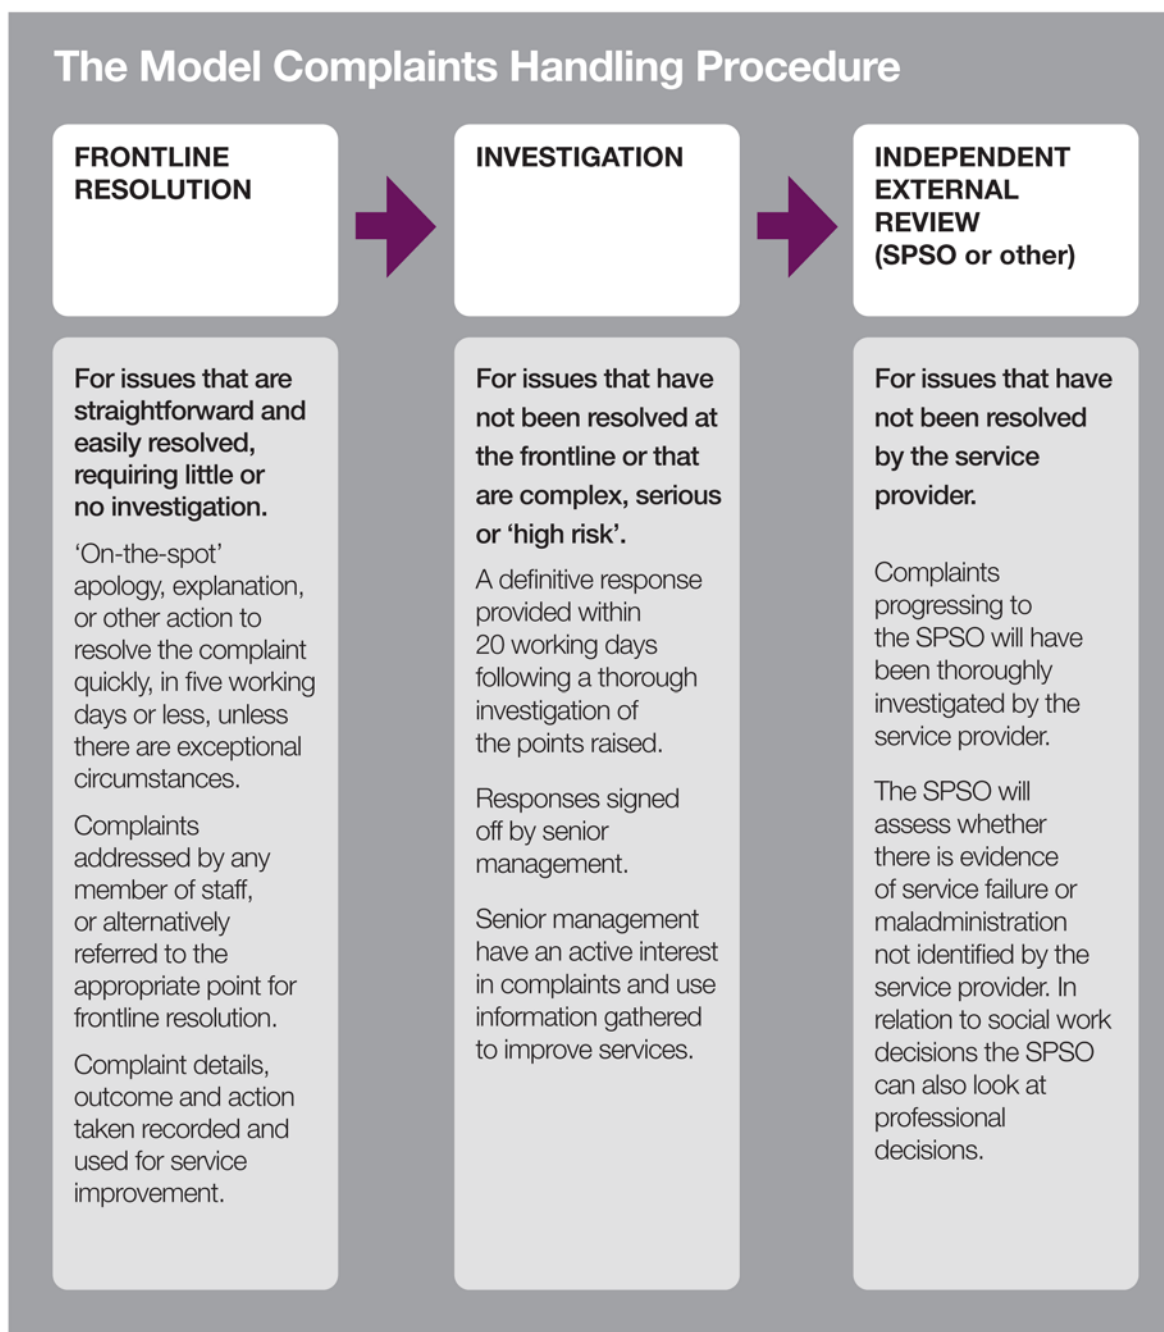 The Model Complaints Handling Procedure
FRONTLINE
RESOLUTION
For issues that are
straightforward and
easily resolved,
requiring little or
no investigation.
‘On-the-spot’
apology, explanation,
or other action to
resolve the complaint
quickly, in five working
days or less, unless
there are exceptional
circumstances.
Complaints
addressed by any
member of staff,
or alternatively
referred to the
appropriate point for
frontline resolution.
Complaint details,
outcome and action
taken recorded and
used for service
improvement.
INVESTIGATION
For issues that have
not been resolved at
the frontline or that
are complex, serious
or ‘high risk’.
A definitive response
provided within
20 working days
following a thorough
investigation of
the points raised.
Responses signed
off by senior
management.
Senior management
have an active interest
in complaints and use
information gathered
to improve services.
INDEPENDENT
EXTERNAL
REVIEW
(SPSO or other)
For issues that have
not been resolved
by the service
provider.
Complaints
progressing to
the SPSO will have
been thoroughly
investigated by the
service provider.
The SPSO will
assess whether
there is evidence
of service failure or
maladministration
not identified by the
service provider. In
relation to social work
decisions the SPSO
can also look at
professional
decisions.